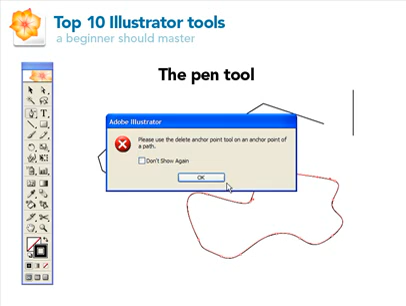 Top 10 Illustrator tools
a beginner should master
The pen tool
Adobe Illustrator
Please use the delete anchor point tool on an anchor point of
a path.
Don't Show Again
OK
T